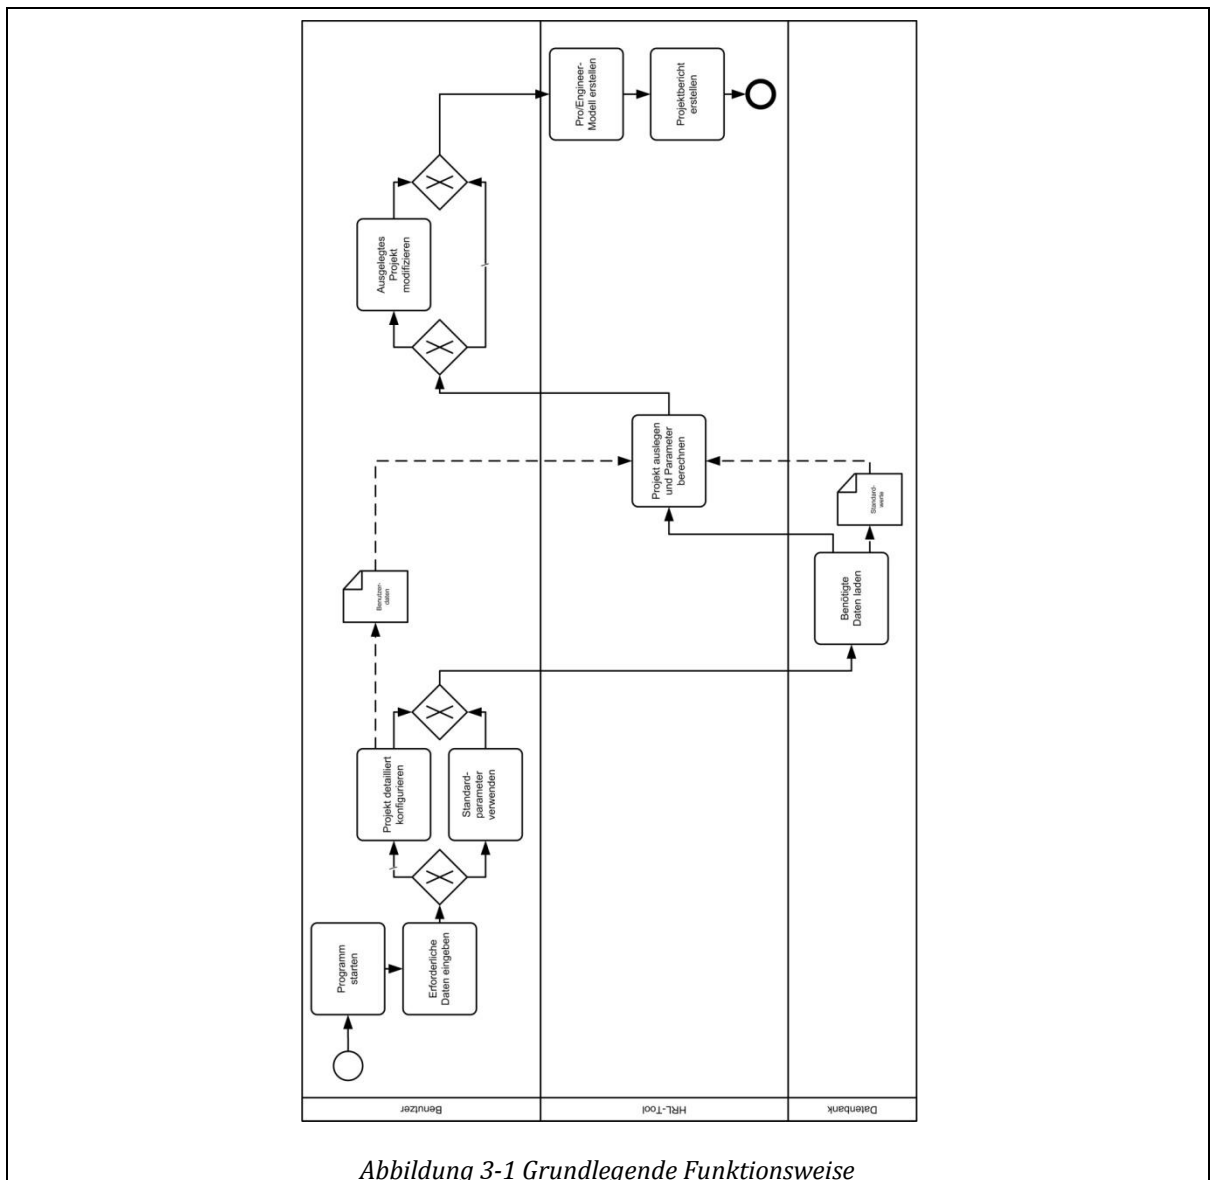 Benutzer
HRL-Tool
Datenbank
Programm
starten
Erforderliche
Daten eingeben
Projekt detailliert
konfigurieren
Standard-
parameter
verwenden
Benutzer-
daten
Benötigte
Daten laden
Standard-
werte
Projekt auslegen
und Parameter
berechnen
Ausgelegtes
Projekt
modifizieren
Pro/Engineer-
Modell erstellen
Projektbericht
erstellen
Abbildung 3-1 Grundlegende Funktionsweise